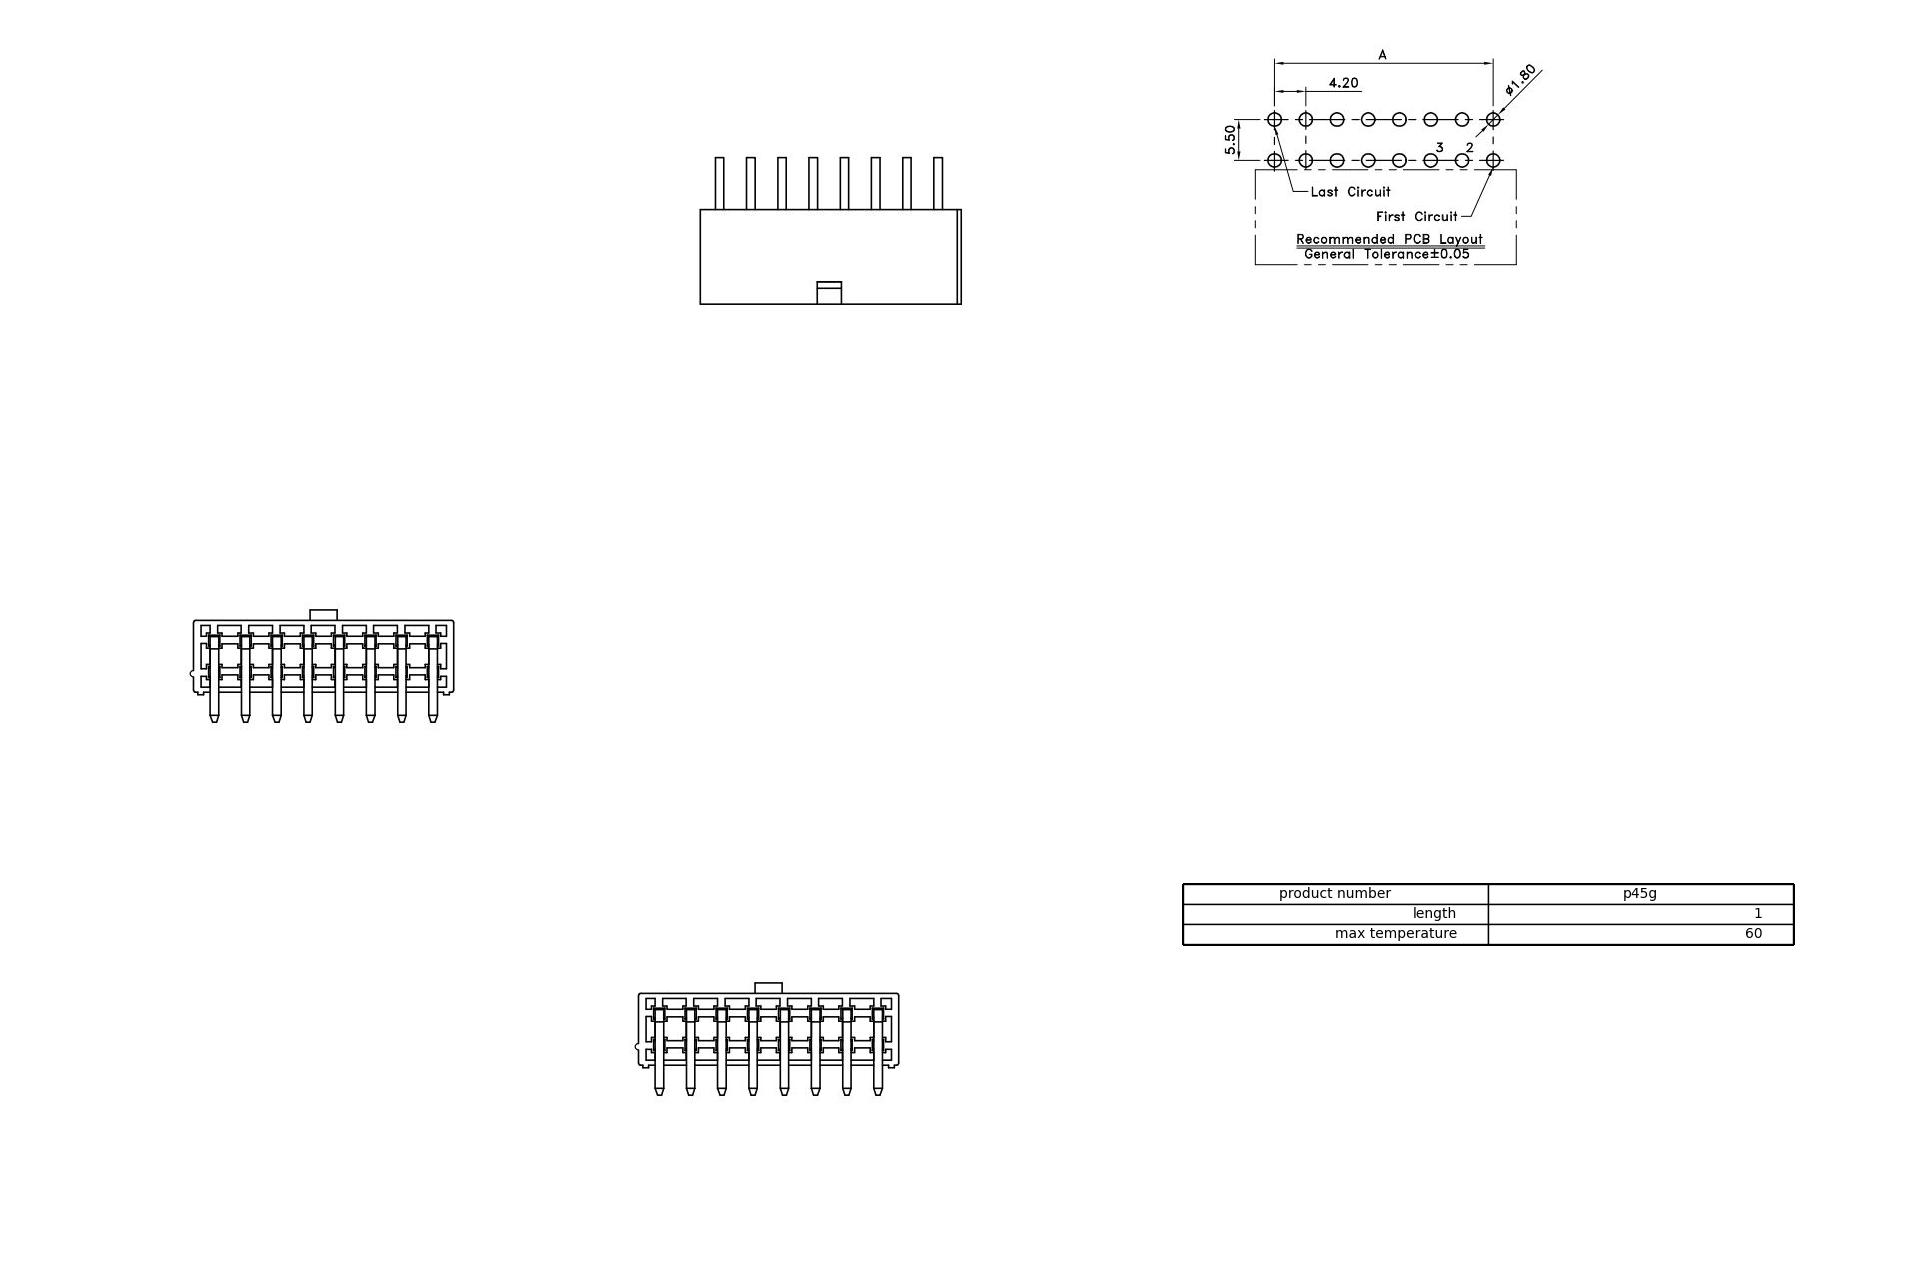 A
4.20
ø1.80
5.50
3 2
Last Circuit
First Circuit
Recommended PCB Layout
General Tolerance±0.05
product number p45g
length 1
max temperature 60